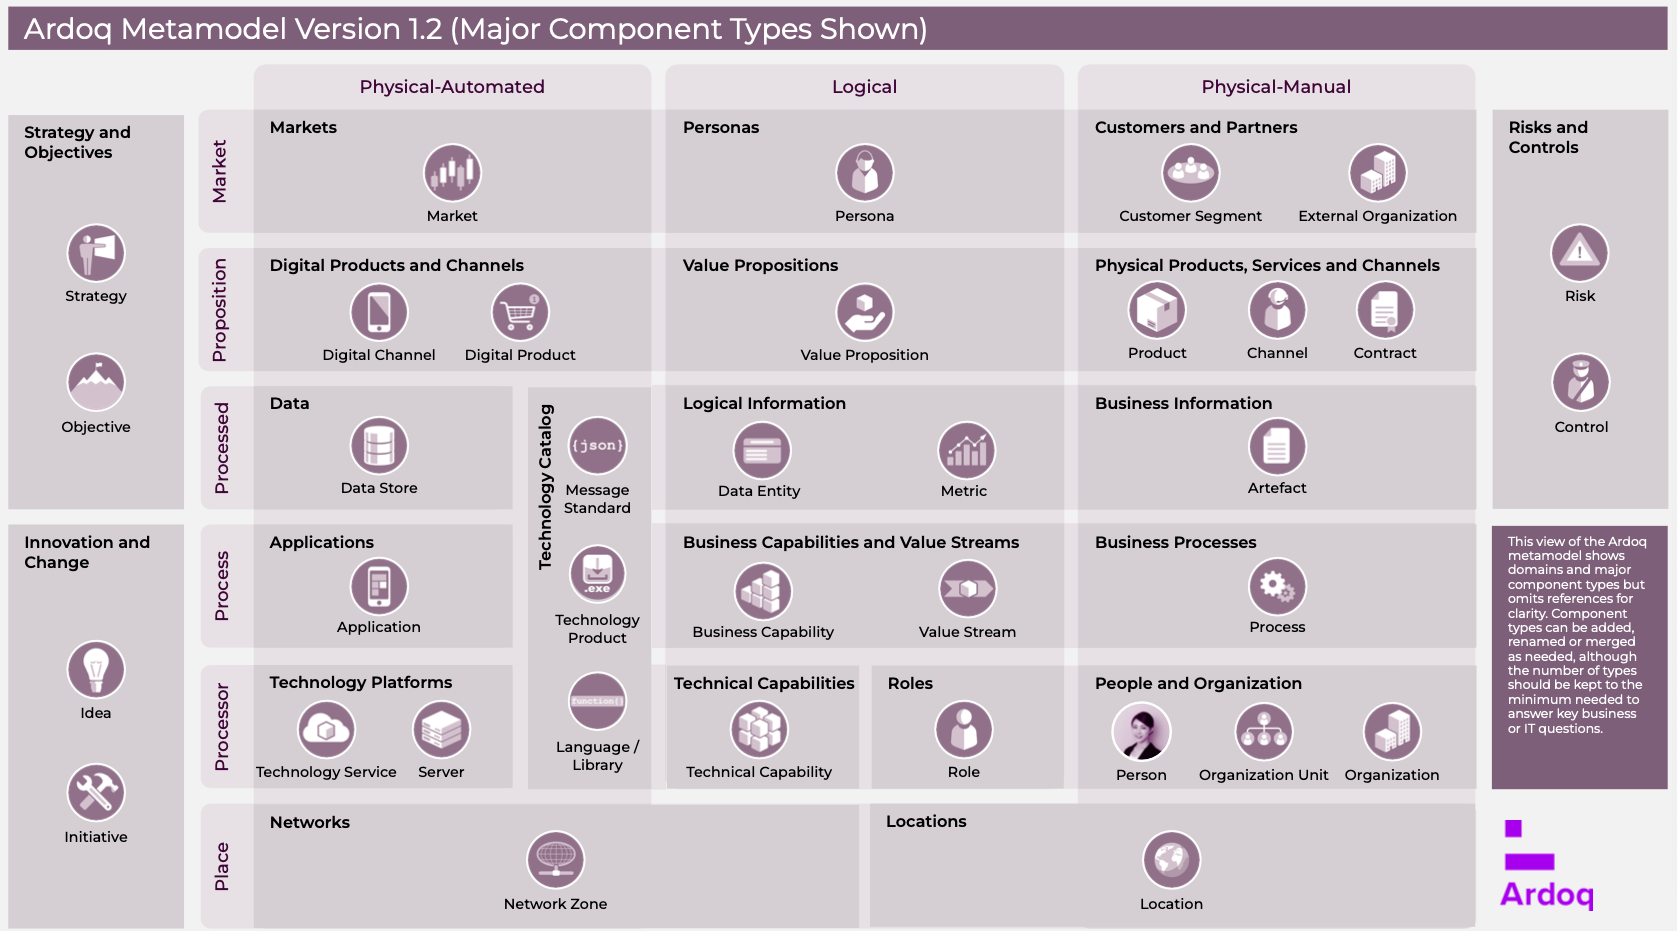 Ardoq Metamodel Version 1.2 (Major Component Types Shown)
Physical-Automated
Logical
Physical-Manual
Strategy and
Objectives
Strategy
Objective
Innovation and
Change
Idea
Initiative
Market
Markets
Market
Personas
Persona
Customers and Partners
Customer Segment
External Organization
Proposition
Digital Products and Channels
Digital Channel
Digital Product
Value Propositions
Value Proposition
Physical Products, Services and Channels
Product
Channel
Contract
Processed
Data
Data Store
Technology Catalog
{json}
Message
Standard
.exe
Technology
Product
function()
Language /
Library
Logical Information
Data Entity
Metric
Business Information
Artefact
Process
Applications
Application
Business Capabilities and Value Streams
Business Capability
Value Stream
Business Processes
Process
Processor
Technology Platforms
Technology Service
Server
Technical Capabilities
Technical Capability
Roles
Role
People and Organization
Person
Organization Unit
Organization
Place
Networks
Network Zone
Locations
Location
Risks and
Controls
Risk
Control
This view of the Ardoq
metamodel shows
domains and major
component types but
omits references for
clarity. Component
types can be added,
renamed or merged
as needed, although
the number of types
should be kept to the
minimum needed to
answer key business
or IT questions.
Ardoq